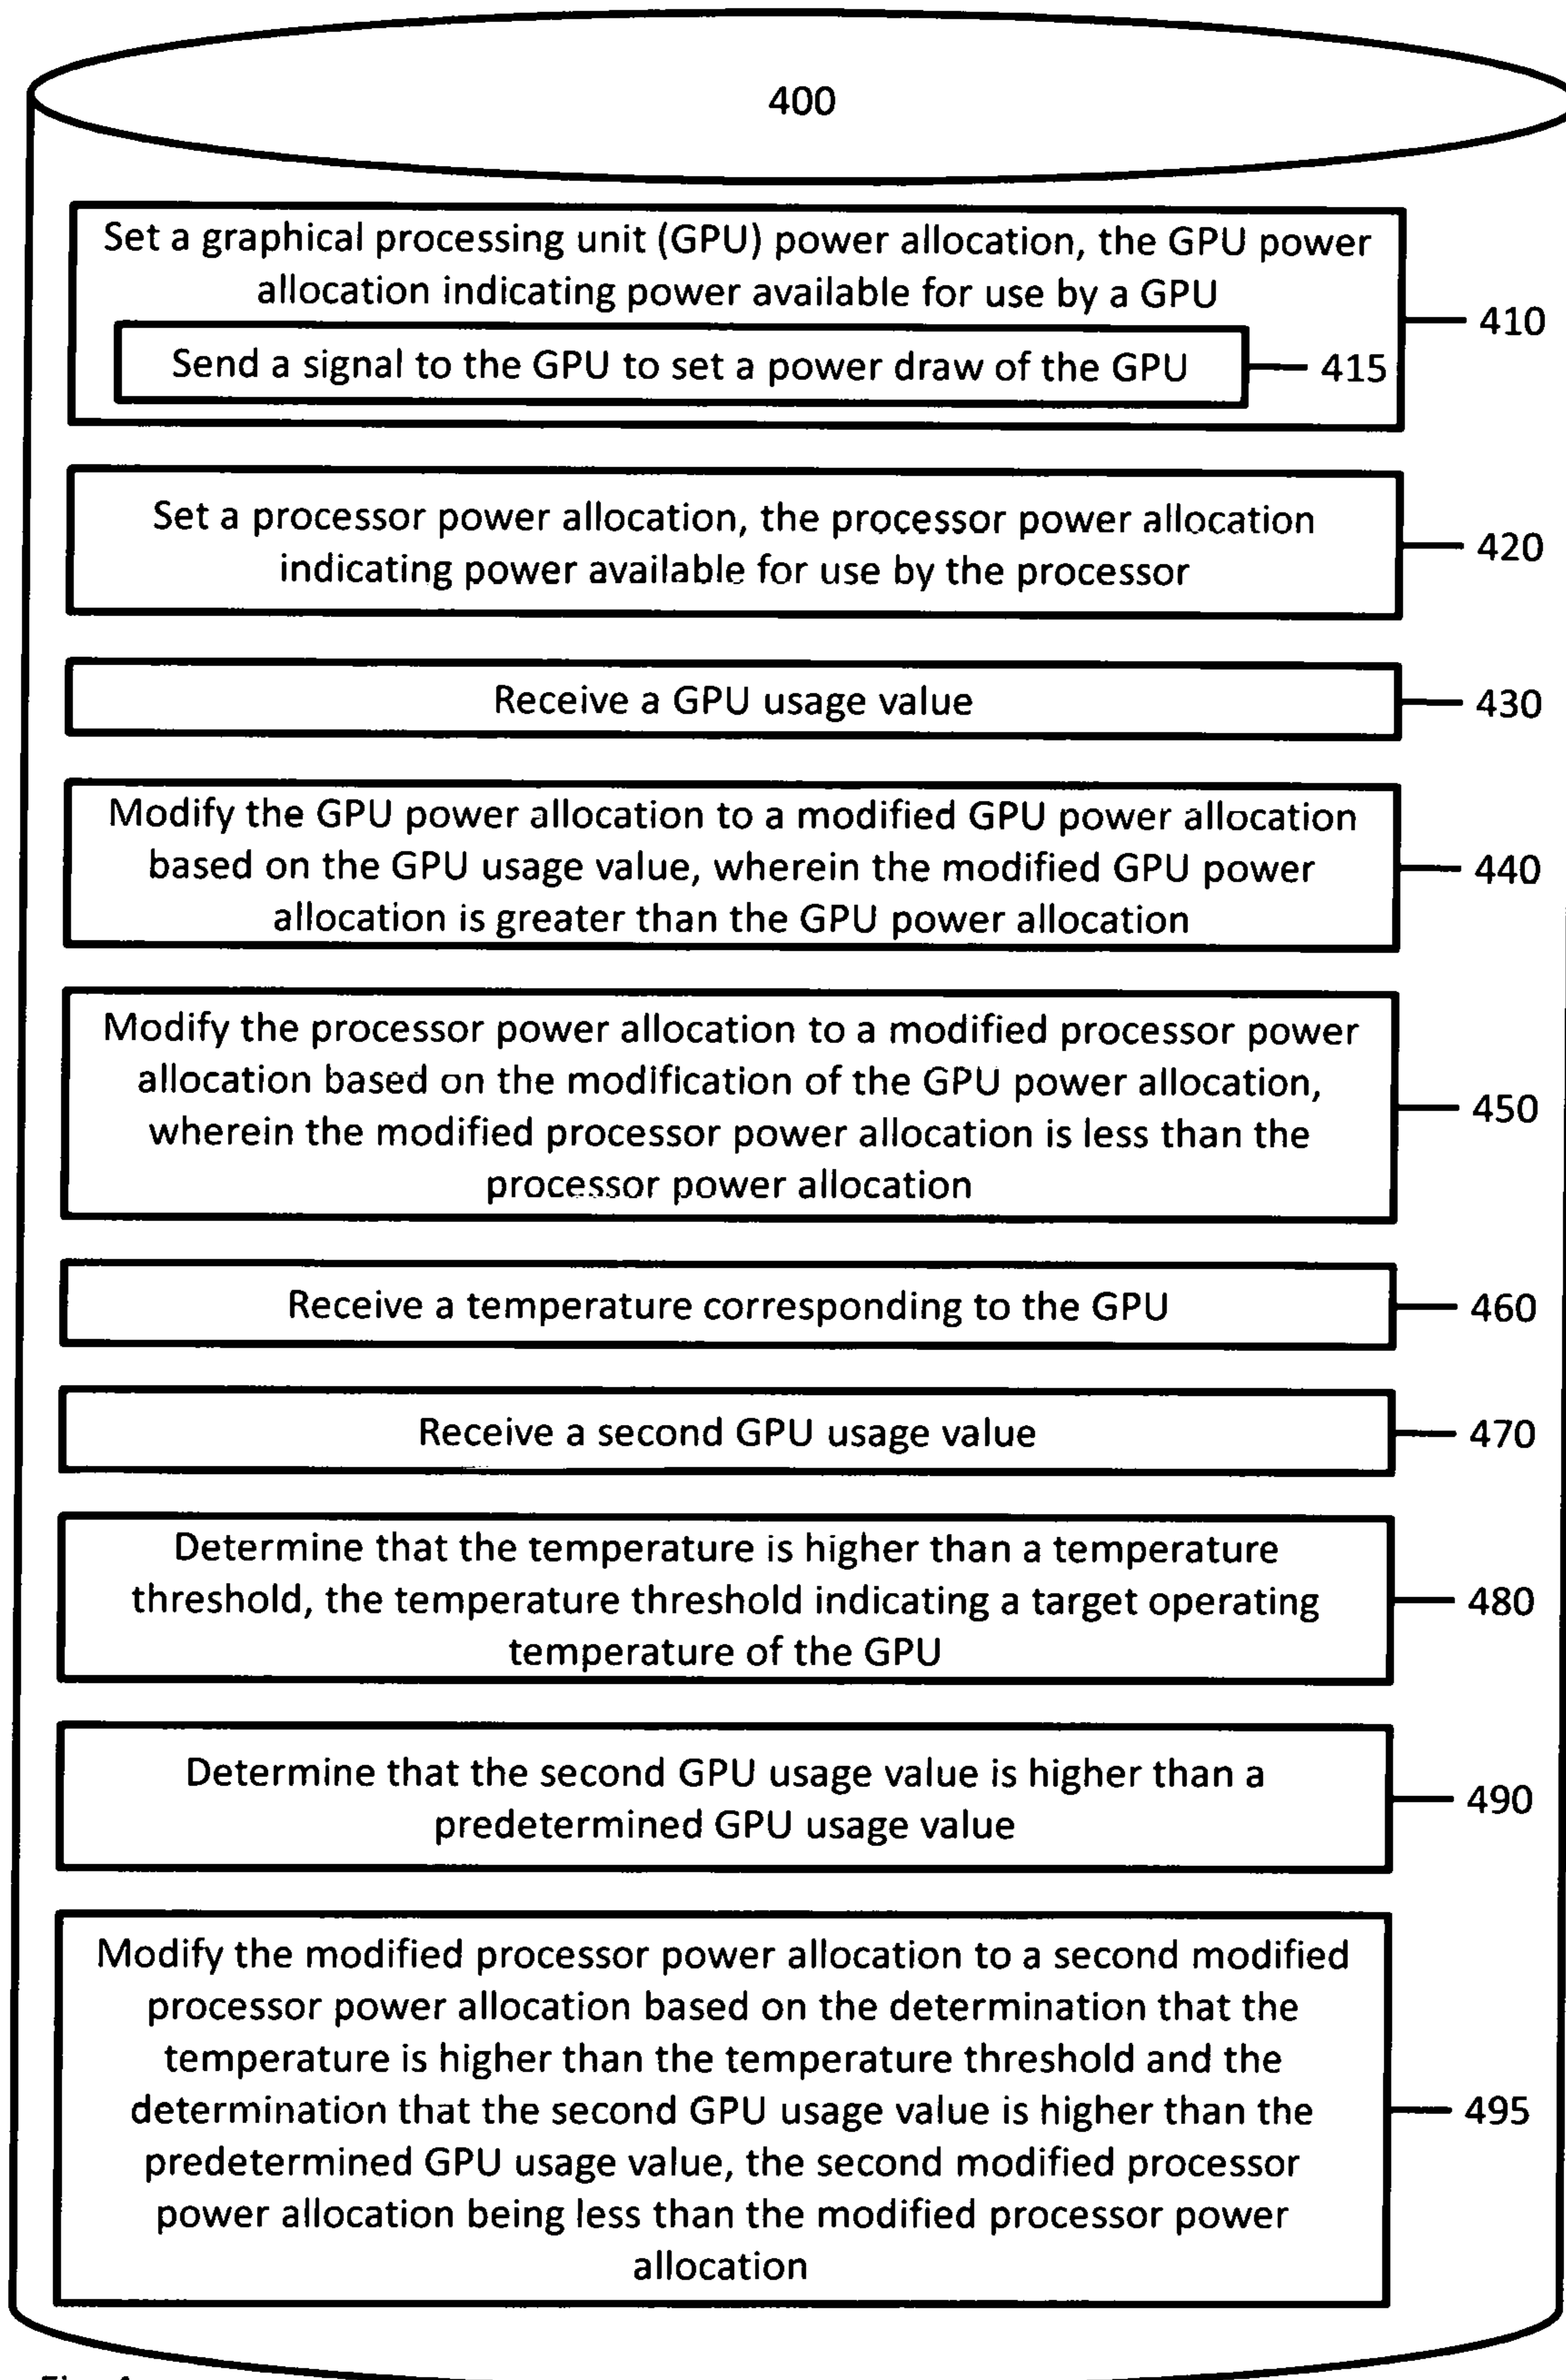 400
Set a graphical processing unit (GPU) power allocation, the GPU power
allocation indicating power available for use by a GPU
410
Send a signal to the GPU to set a power draw of the GPU
415
Set a processor power allocation, the processor power allocation
indicating power available for use by the processor
420
Receive a GPU usage value
430
Modify the GPU power allocation to a modified GPU power allocation
based on the GPU usage value, wherein the modified GPU power
allocation is greater than the GPU power allocation
440
Modify the processor power allocation to a modified processor power
allocation based on the modification of the GPU power allocation,
wherein the modified processor power allocation is less than the
processor power allocation
450
Receive a temperature corresponding to the GPU
460
Receive a second GPU usage value
470
Determine that the temperature is higher than a temperature
threshold, the temperature threshold indicating a target operating
temperature of the GPU
480
Determine that the second GPU usage value is higher than a
predetermined GPU usage value
490
Modify the modified processor power allocation to a second modified
processor power allocation based on the determination that the
temperature is higher than the temperature threshold and the
determination that the second GPU usage value is higher than the
predetermined GPU usage value, the second modified processor
power allocation being less than the modified processor power
allocation
495